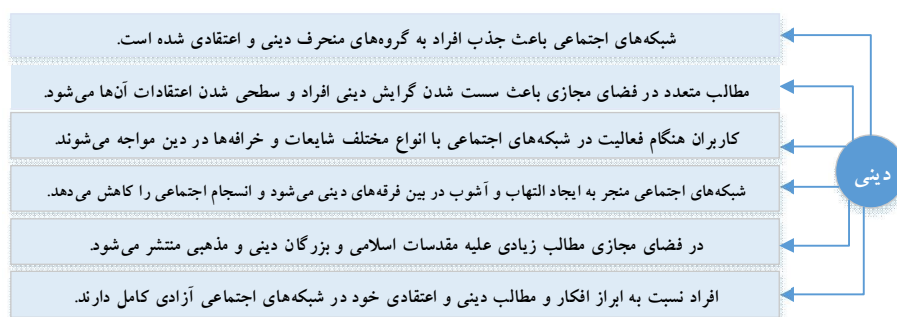 شبکه‌های اجتماعی باعث جذب افراد به گروه‌های منحرف دینی و اعتقادی شده است.
مطالب متعدد در فضای مجازی باعث سست شدن گرایش دینی افراد و سطحی شدن اعتقادات آن‌ها می‌شود.
کاربران هنگام فعالیت در شبکه‌های اجتماعی با انواع مختلف شایعات و خرافه‌ها در دین مواجه می‌شوند.
دینی
شبکه‌های اجتماعی منجر به ایجاد التهاب و آشوب در بین فرقه‌های دینی می‌شود و انسجام اجتماعی را کاهش می‌دهد.
در فضای مجازی مطالب زیادی علیه مقدسات اسلامی و بزرگان دینی و مذهبی منتشر می‌شود.
افراد نسبت به ابراز افکار و مطالب دینی و اعتقادی خود در شبکه‌های اجتماعی آزادی کامل دارند.